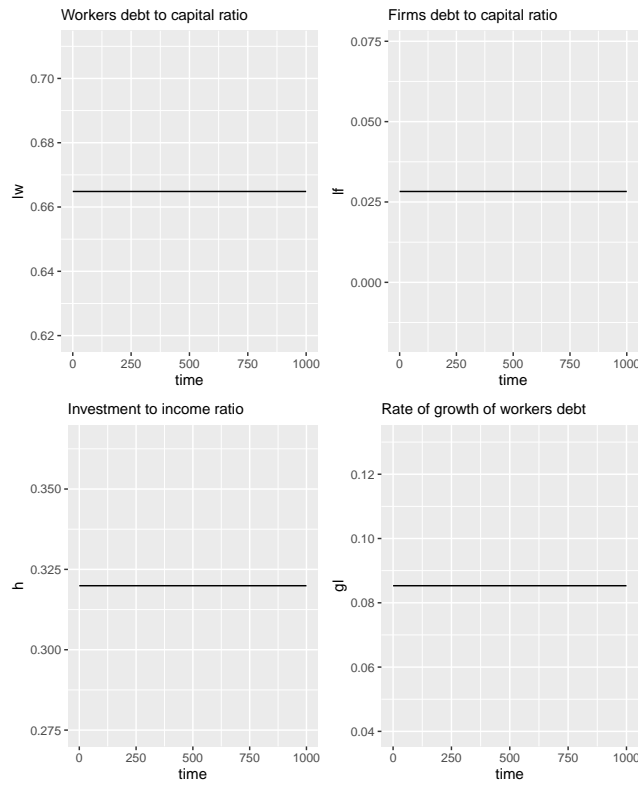 Workers debt to capital ratio
0.70
0.68
0.66
0.64
0.62
lw
0 250 500 750 1000
time
Firms debt to capital ratio
0.075
0.050
0.025
0.000
lf
0 250 500 750 1000
time
Investment to income ratio
0.350
0.325
0.300
0.275
h
0 250 500 750 1000
time
Rate of growth of workers debt
0.12
0.10
0.08
0.06
0.04
gl
0 250 500 750 1000
time